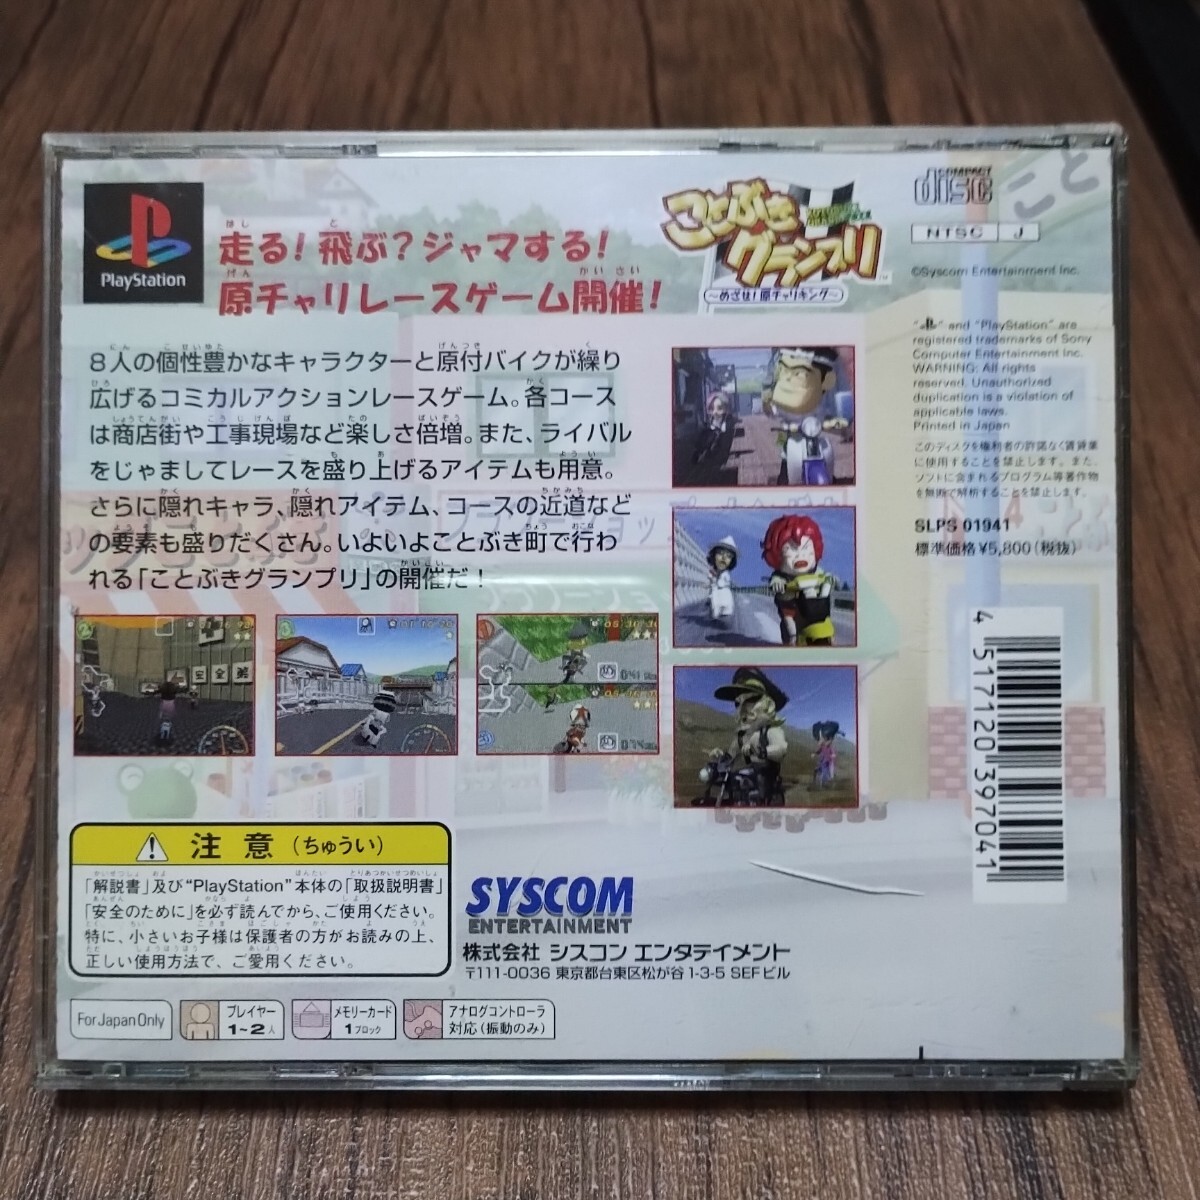 PlayStation
走る！飛ぶ？ジャマする！
原チャリレースゲーム開催！
ことぶき
グランプリ
～めざせ！原チャリキング～
COMPACT
disc
NTSC J
©Syscom Entertainment Inc.
8人の個性豊かなキャラクターと原付バイクが繰り
広げるコミカルアクションレースゲーム。各コース
は商店街や工事現場など楽しさ倍増。また、ライバル
をじゃましてレースを盛り上げるアイテムも用意。
さらに隠れキャラ、隠れアイテム、コースの近道など
の要素も盛りだくさん。いよいよことぶき町で行わ
れる「ことぶきグランプリ」の開催だ！
" " and "PlayStation" are
registered trademarks of Sony
Computer Entertainment Inc.
WARNING: All rights
reserved. Unauthorized
duplication is a violation of
applicable laws.
Printed in Japan
このディスクを権利者の許諾なく賃貸業
に使用することを禁止します。また、
ソフトに含まれるプログラム等著作物
を無断で解析することを禁止します。
SLPS 01941
標準価格¥5,800（税抜）
4 517120 397041
注意（ちゅうい）
「解説書」及び"PlayStation"本体の「取扱説明書」
「安全のために」を必ず読んでから、ご使用ください。
特に、小さいお子様は保護者の方がお読みの上、
正しい使用方法で、ご愛用ください。
SYSCOM
ENTERTAINMENT
株式会社 シスコン エンタテイメント
〒111-0036 東京都台東区松が谷1-3-5 SEFビル
For Japan Only
プレイヤー
1～2人
メモリーカード
1ブロック
アナログコントローラ
対応（振動のみ）